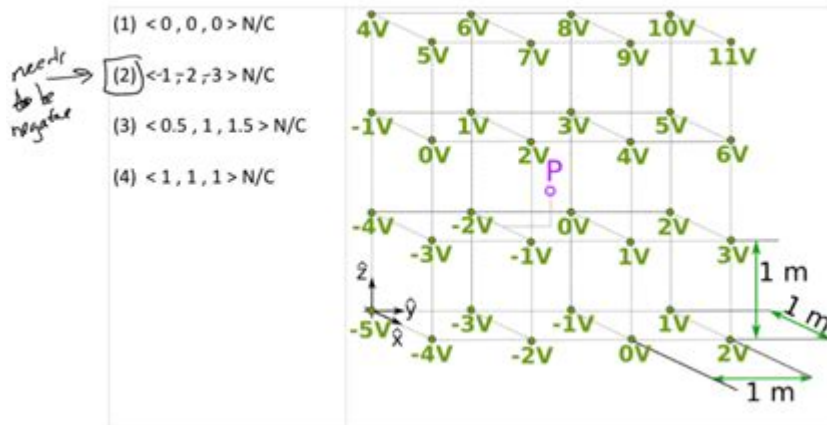 needs
to be
negative
(1) < 0 , 0 , 0 > N/C
(2) <-1 ,- 2 ,-3 > N/C
(3) < 0.5 , 1 , 1.5 > N/C
(4) < 1 , 1 , 1 > N/C
4V 6V 8V 10V
5V 7V 9V 11V
-1V 1V 3V 5V
0V 2V 4V 6V
P
-4V -2V 0V 2V
-3V -1V 1V 3V
ẑ
1 m
ŷ
x̂
1 m
-5V -3V -1V 1V
-4V -2V 0V 2V
1 m